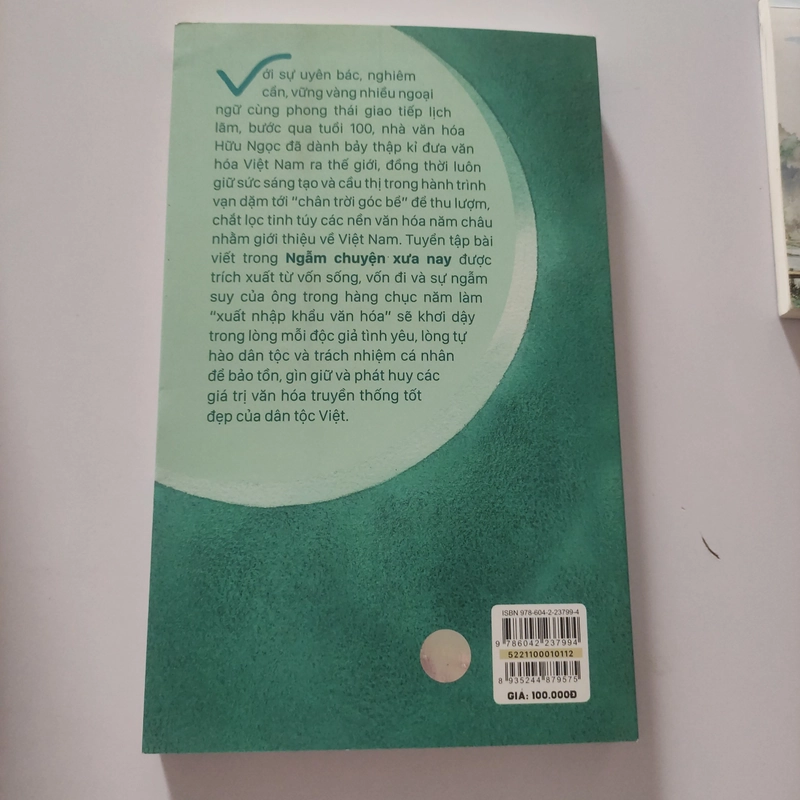 Với sự uyên bác, nghiêm
cẩn, vững vàng nhiều ngoại
ngữ cùng phong thái giao tiếp lịch
lãm, bước qua tuổi 100, nhà văn hóa
Hữu Ngọc đã dành bảy thập kỉ đưa văn
hóa Việt Nam ra thế giới, đồng thời luôn
giữ sức sáng tạo và cầu thị trong hành trình
vạn dặm tới “chân trời góc bể” để thu lượm,
chắt lọc tinh túy các nền văn hóa năm châu
nhằm giới thiệu về Việt Nam. Tuyển tập bài
viết trong Ngẫm chuyện xưa nay được
trích xuất từ vốn sống, vốn đi và sự ngẫm
suy của ông trong hàng chục năm làm
“xuất nhập khẩu văn hóa” sẽ khơi dậy
trong lòng mỗi độc giả tình yêu, lòng tự
hào dân tộc và trách nhiệm cá nhân
để bảo tồn, gìn giữ và phát huy các
giá trị văn hóa truyền thống tốt
đẹp của dân tộc Việt.
ISBN 978-604-2-23799-4
9 786042 237994
5221100010112
8 935244 879575
GIÁ: 100.000Đ